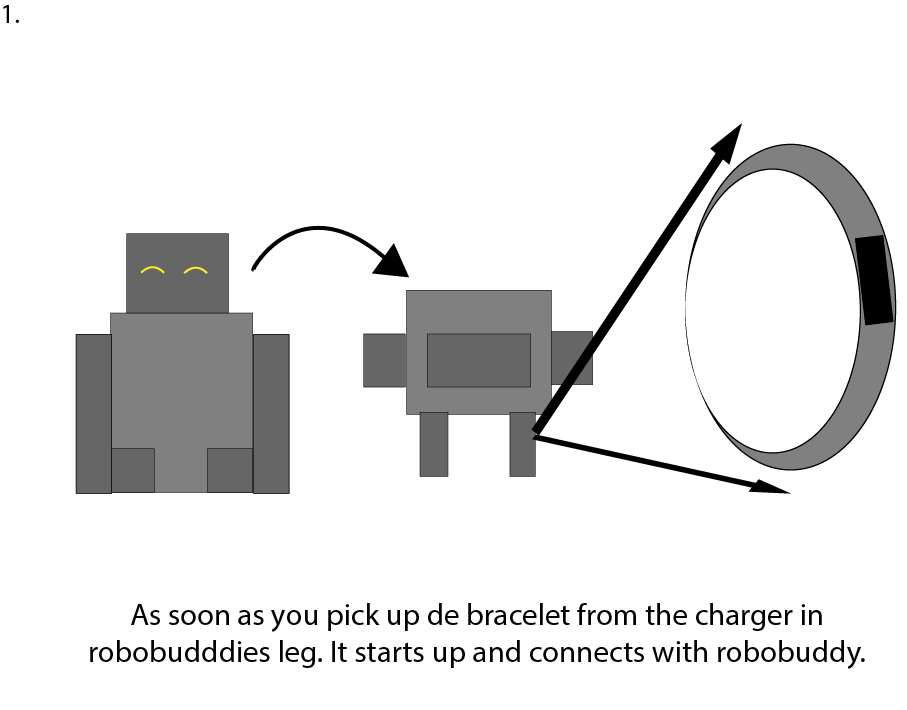 1.
As soon as you pick up de bracelet from the charger in
robobudddies leg. It starts up and connects with robobuddy.